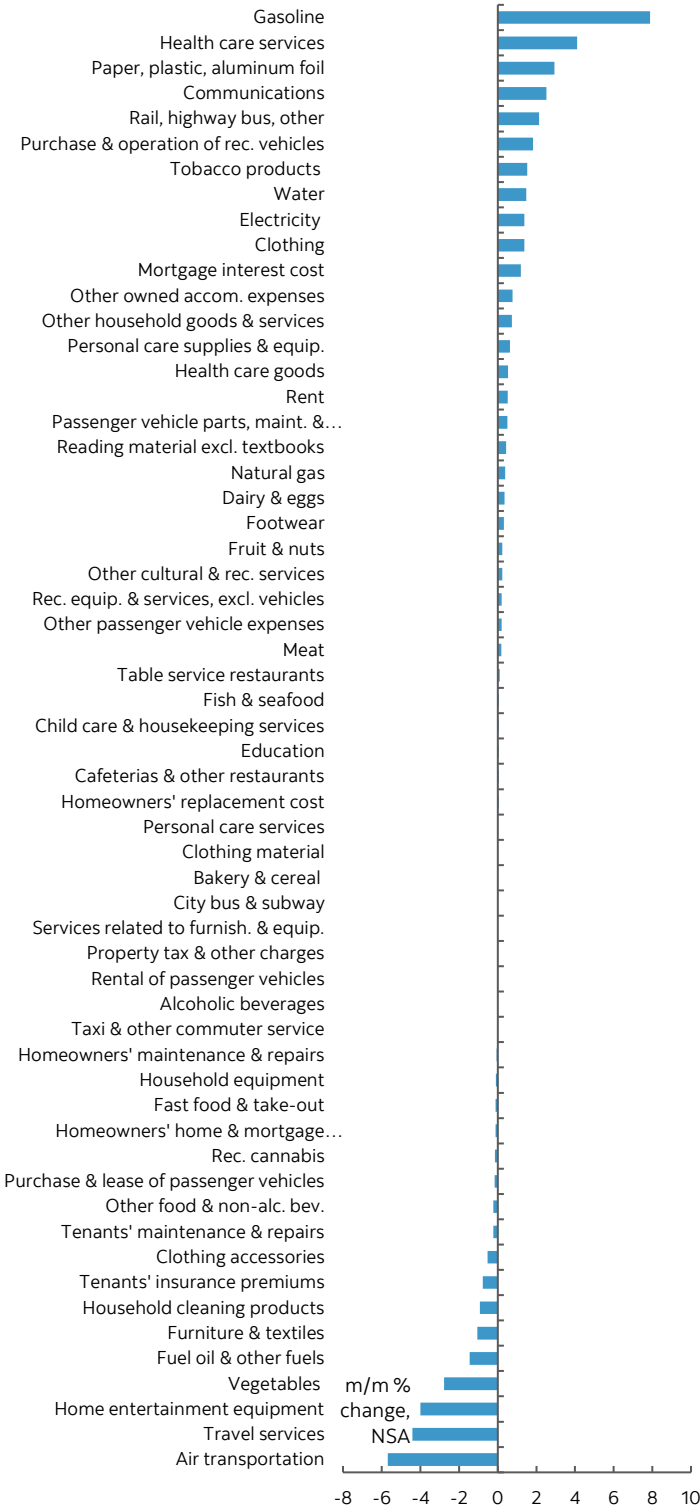 Gasoline
Health care services
Paper, plastic, aluminum foil
Communications
Rail, highway bus, other
Purchase & operation of rec. vehicles
Tobacco products
Water
Electricity
Clothing
Mortgage interest cost
Other owned accom. expenses
Other household goods & services
Personal care supplies & equip.
Health care goods
Rent
Passenger vehicle parts, maint. &…
Reading material excl. textbooks
Natural gas
Dairy & eggs
Footwear
Fruit & nuts
Other cultural & rec. services
Rec. equip. & services, excl. vehicles
Other passenger vehicle expenses
Meat
Table service restaurants
Fish & seafood
Child care & housekeeping services
Education
Cafeterias & other restaurants
Homeowners' replacement cost
Personal care services
Clothing material
Bakery & cereal
City bus & subway
Services related to furnish. & equip.
Property tax & other charges
Rental of passenger vehicles
Alcoholic beverages
Taxi & other commuter service
Homeowners' maintenance & repairs
Household equipment
Fast food & take-out
Homeowners' home & mortgage…
Rec. cannabis
Purchase & lease of passenger vehicles
Other food & non-alc. bev.
Tenants' maintenance & repairs
Clothing accessories
Tenants' insurance premiums
Household cleaning products
Furniture & textiles
Fuel oil & other fuels
Vegetables
Home entertainment equipment
Travel services
Air transportation
m/m %
change,
NSA
-8 -6 -4 -2 0 2 4 6 8 10